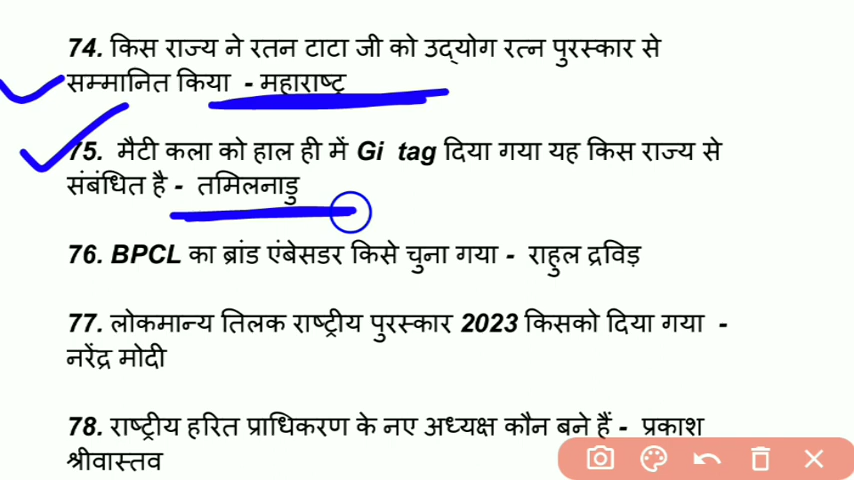 74. किस राज्य ने रतन टाटा जी को उद्योग रत्न पुरस्कार से
सम्मानित किया - महाराष्ट्र
75. मैटी कला को हाल ही में Gi tag दिया गया यह किस राज्य से
संबंधित है - तमिलनाडु
76. BPCL का ब्रांड एंबेसडर किसे चुना गया - राहुल द्रविड़
77. लोकमान्य तिलक राष्ट्रीय पुरस्कार 2023 किसको दिया गया -
नरेंद्र मोदी
78. राष्ट्रीय हरित प्राधिकरण के नए अध्यक्ष कौन बने हैं - प्रकाश
श्रीवास्तव